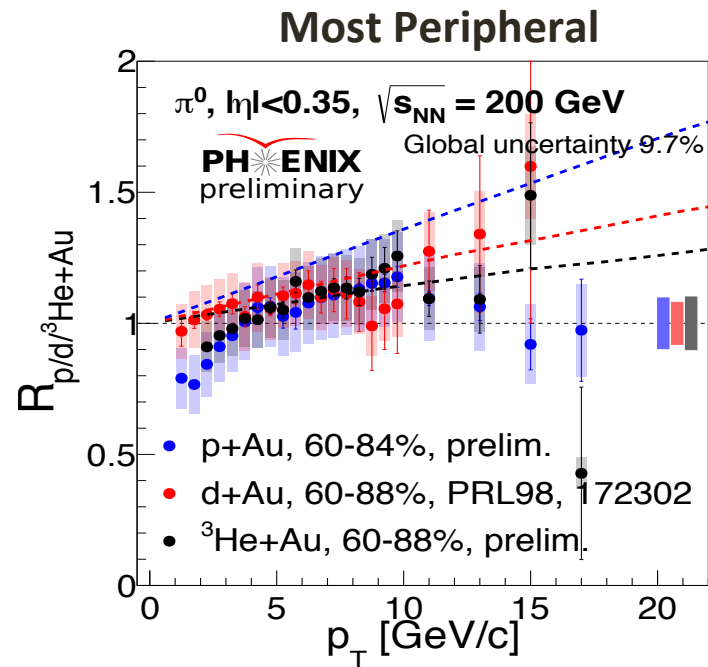 Most Peripheral
π⁰, |η|<0.35, √s_NN = 200 GeV
Global uncertainty 9.7%
PHENIX
preliminary
R_p/d/³He+Au
2
1.5
1
0.5
0
p+Au, 60-84%, prelim.
d+Au, 60-88%, PRL98, 172302
³He+Au, 60-88%, prelim.
0 5 10 15 20
p_T [GeV/c]